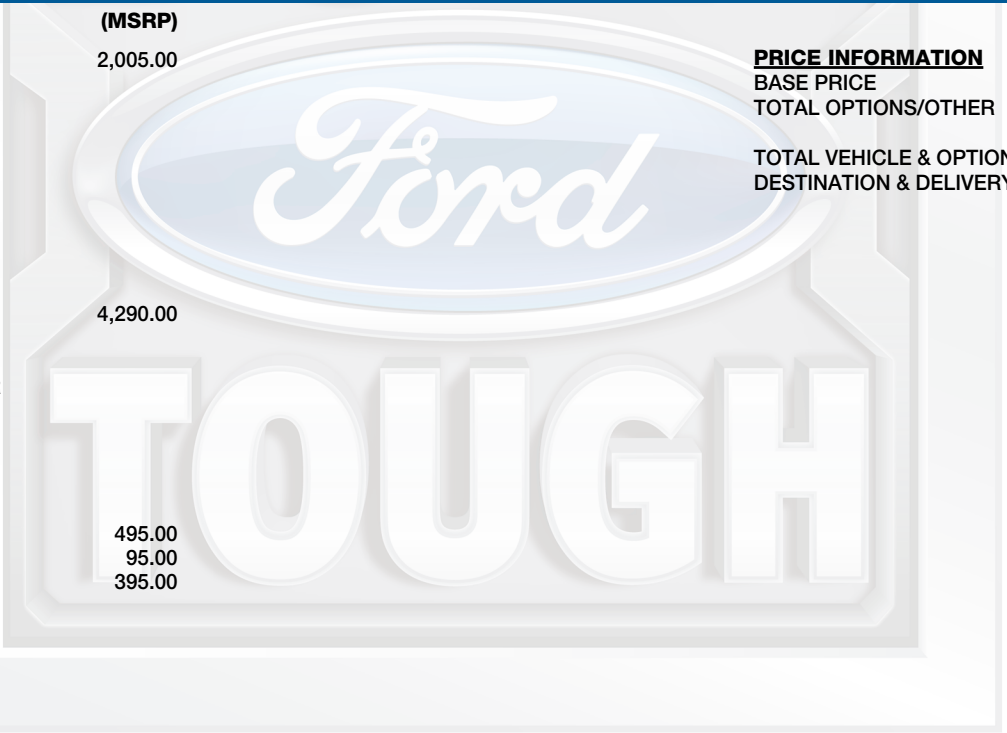 (MSRP)
2,005.00
4,290.00
495.00
95.00
395.00
PRICE INFORMATION
BASE PRICE
TOTAL OPTIONS/OTHER
TOTAL VEHICLE & OPTION
DESTINATION & DELIVERY
Ford
TOUGH